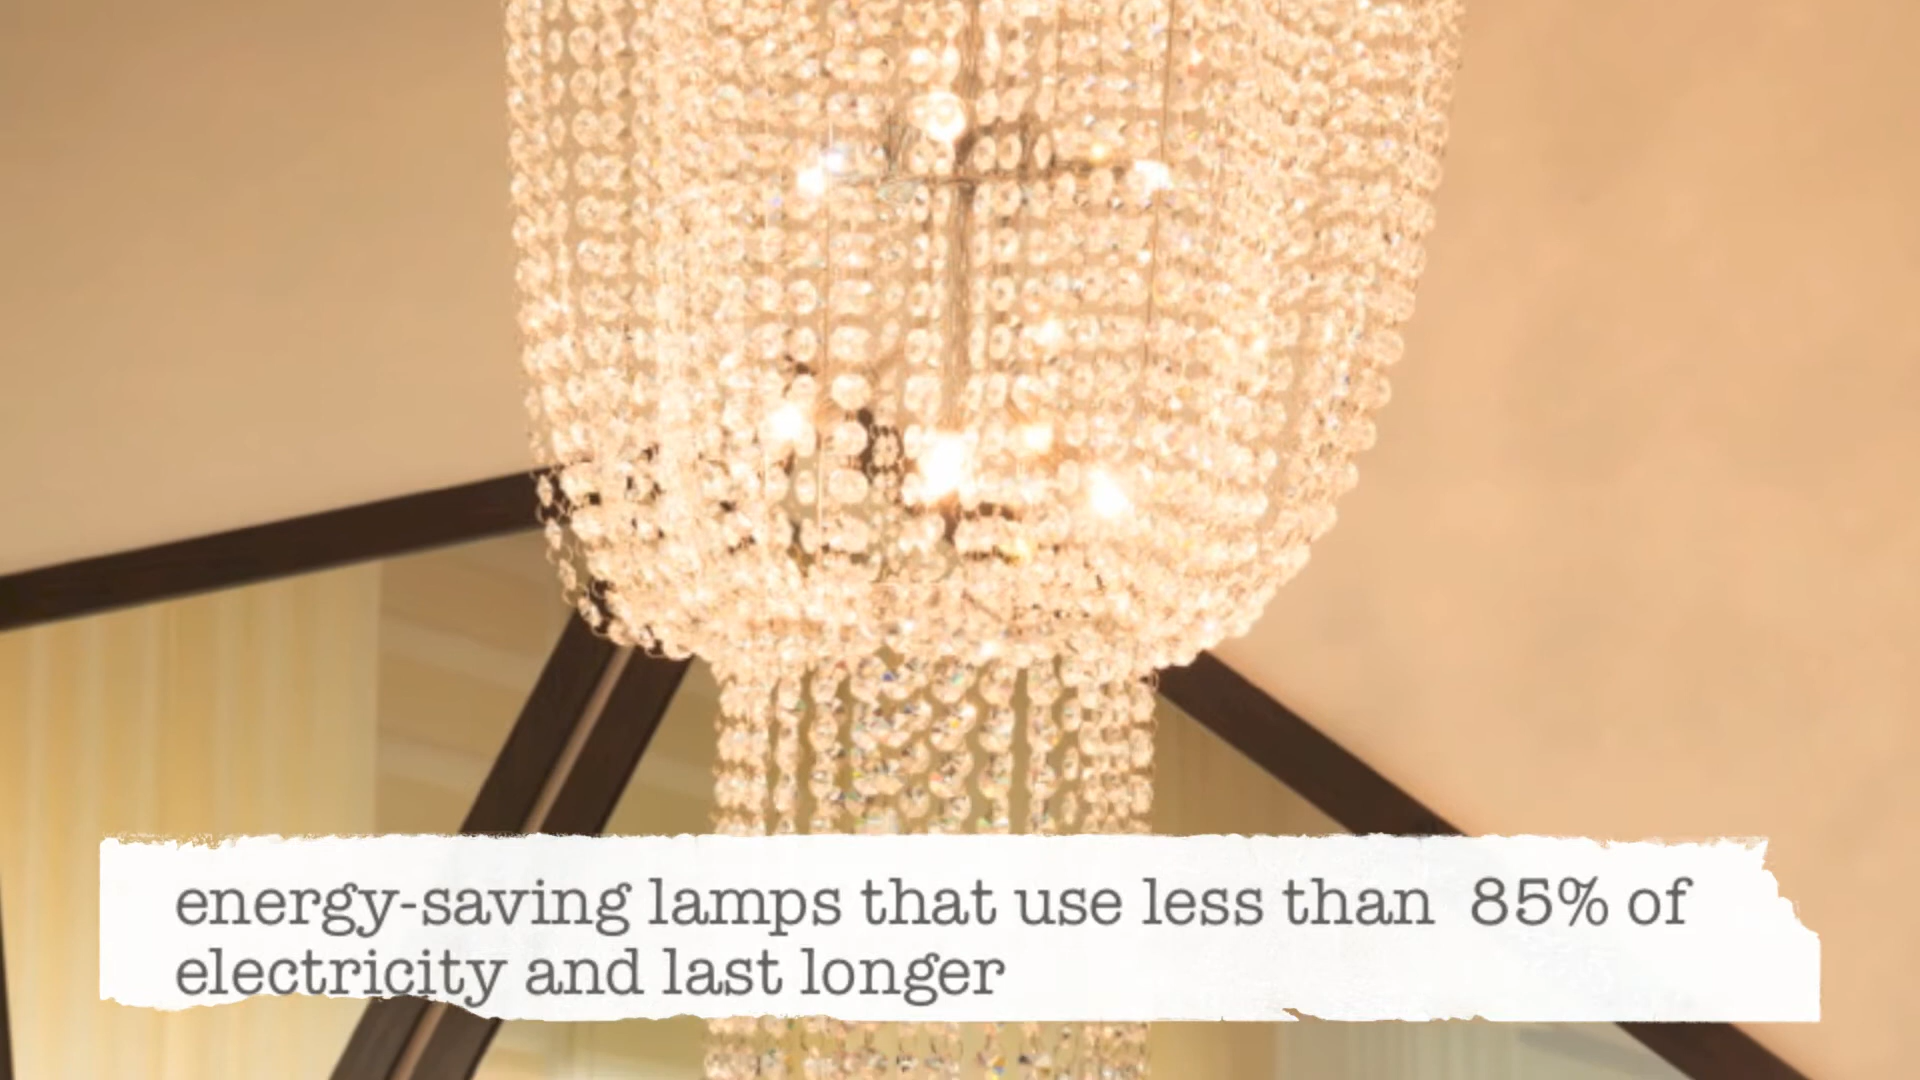 energy-saving lamps that use less than  85% of
electricity and last longer